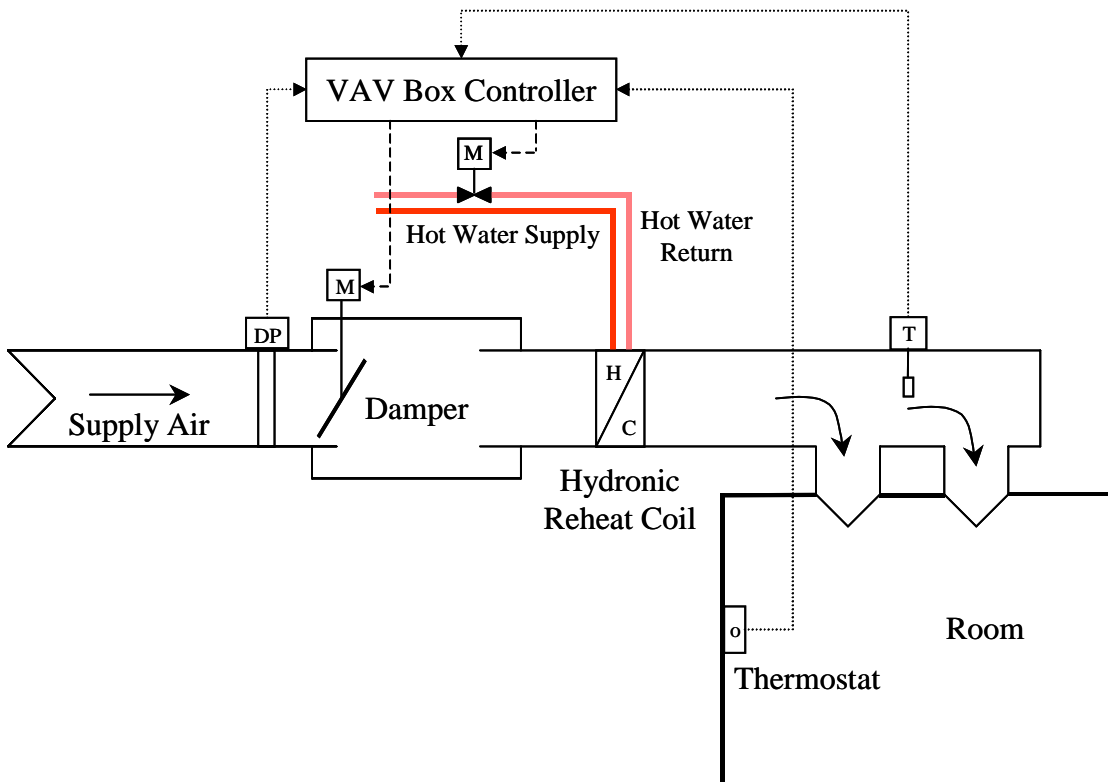 VAV Box Controller
M
Hot Water Supply
Hot Water
Return
M
DP
T
Supply Air
Damper
H
C
Hydronic
Reheat Coil
o
Room
Thermostat